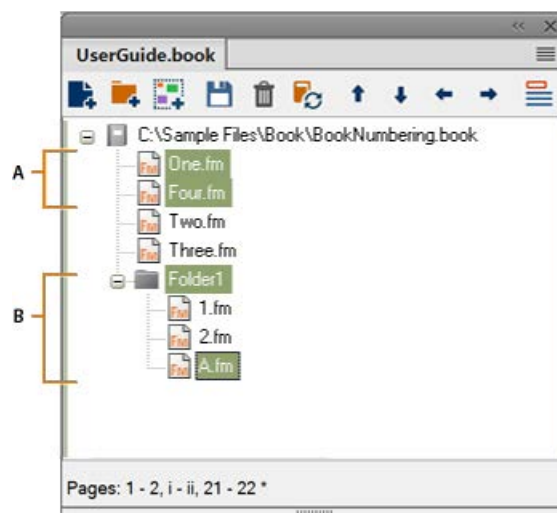 UserGuide.book
C:\Sample Files\Book\BookNumbering.book
A
One.fm
Four.fm
Two.fm
Three.fm
B
Folder1
1.fm
2.fm
A.fm
Pages: 1 - 2, i - ii, 21 - 22 *